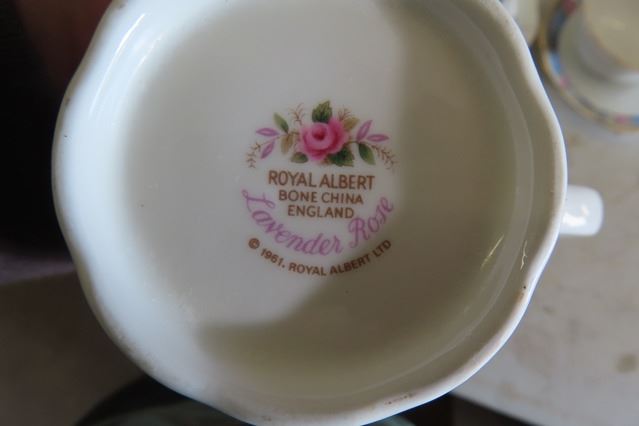 ROYAL ALBERT
BONE CHINA
ENGLAND
Lavender Rose
© 1961. ROYAL ALBERT LTD